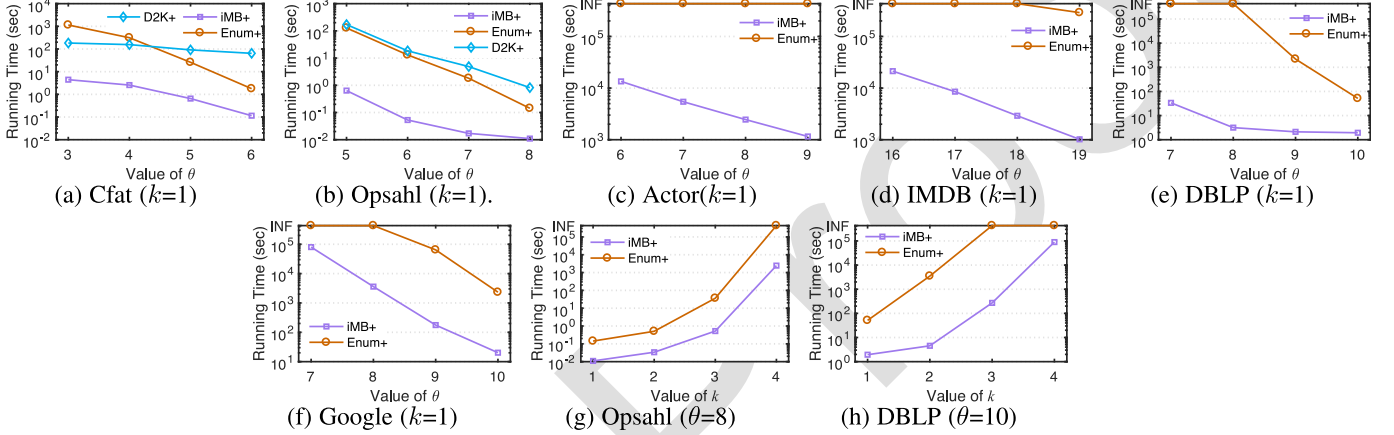 Running Time (sec)
10^3
10^2
10^1
10^0
10^-1
10^-2
10^4
D2K+
iMB+
Enum+
3 4 5 6
Value of θ
(a) Cfat (k=1)
Running Time (sec)
10^3
10^2
10^1
10^0
10^-1
10^-2
iMB+
Enum+
D2K+
5 6 7 8
Value of θ
(b) Opsahl (k=1).
Running Time (sec)
INF
10^5
10^4
10^3
iMB+
Enum+
6 7 8 9
Value of θ
(c) Actor(k=1)
Running Time (sec)
INF
10^5
10^4
10^3
iMB+
Enum+
16 17 18 19
Value of θ
(d) IMDB (k=1)
Running Time (sec)
INF
10^5
10^4
10^3
10^2
10^1
10^0
iMB+
Enum+
7 8 9 10
Value of θ
(e) DBLP (k=1)
Running Time (sec)
INF
10^5
10^4
10^3
10^2
10^1
iMB+
Enum+
7 8 9 10
Value of θ
(f) Google (k=1)
Running Time (sec)
INF
10^5
10^4
10^3
10^2
10^1
10^0
10^-1
10^-2
iMB+
Enum+
1 2 3 4
Value of k
(g) Opsahl (θ=8)
Running Time (sec)
INF
10^5
10^4
10^3
10^2
10^1
10^0
iMB+
Enum+
1 2 3 4
Value of k
(h) DBLP (θ=10)